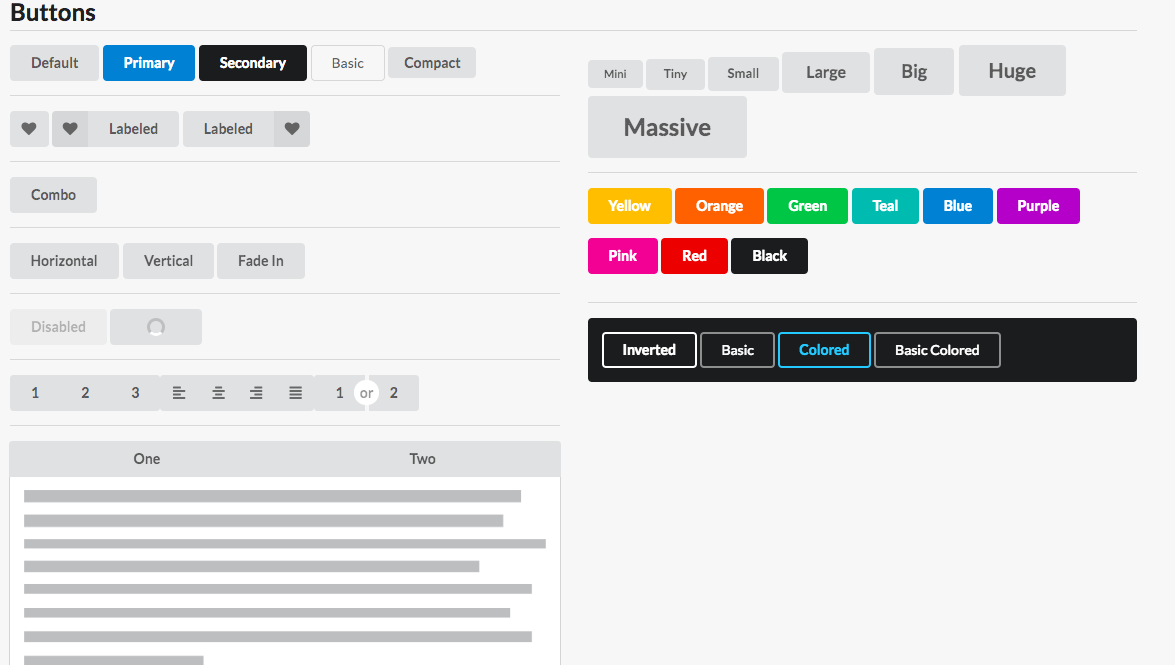 Buttons
Default Primary Secondary Basic Compact
Labeled Labeled
Combo
Horizontal Vertical Fade In
Disabled
1 2 3 1 or 2
One Two
Mini Tiny Small Large Big Huge
Massive
Yellow Orange Green Teal Blue Purple
Pink Red Black
Inverted Basic Colored Basic Colored